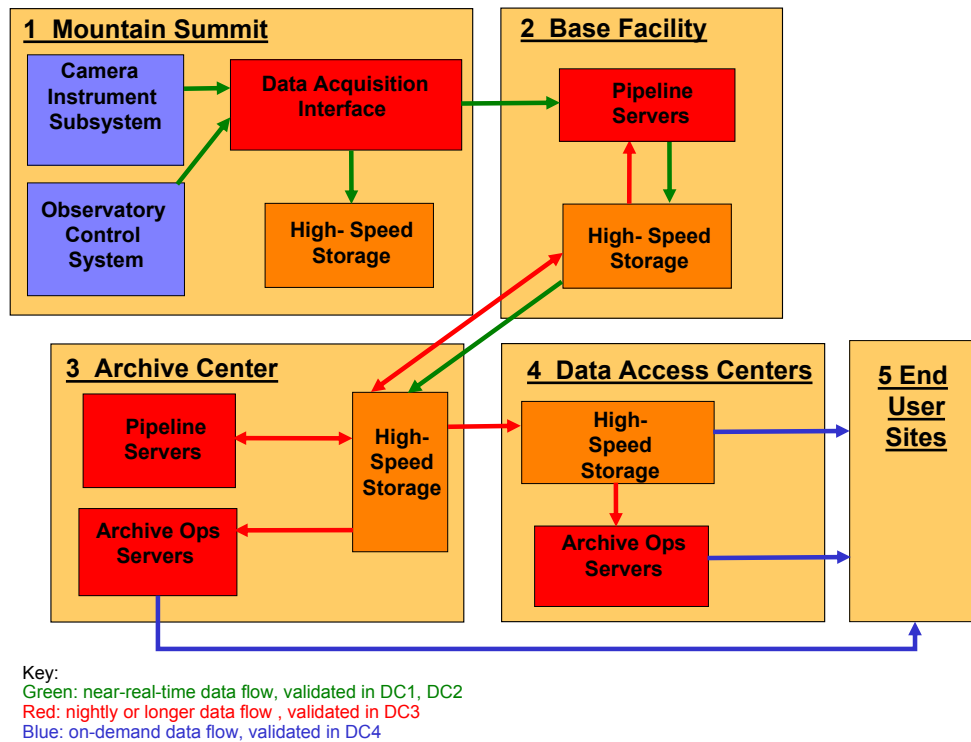 1 Mountain Summit
Camera
Instrument
Subsystem
Data Acquisition
Interface
Observatory
Control
System
High- Speed
Storage
2 Base Facility
Pipeline
Servers
High- Speed
Storage
3 Archive Center
Pipeline
Servers
High-
Speed
Storage
Archive Ops
Servers
4 Data Access Centers
High-
Speed
Storage
Archive Ops
Servers
5 End
User
Sites
Key:
Green: near-real-time data flow, validated in DC1, DC2
Red: nightly or longer data flow , validated in DC3
Blue: on-demand data flow, validated in DC4